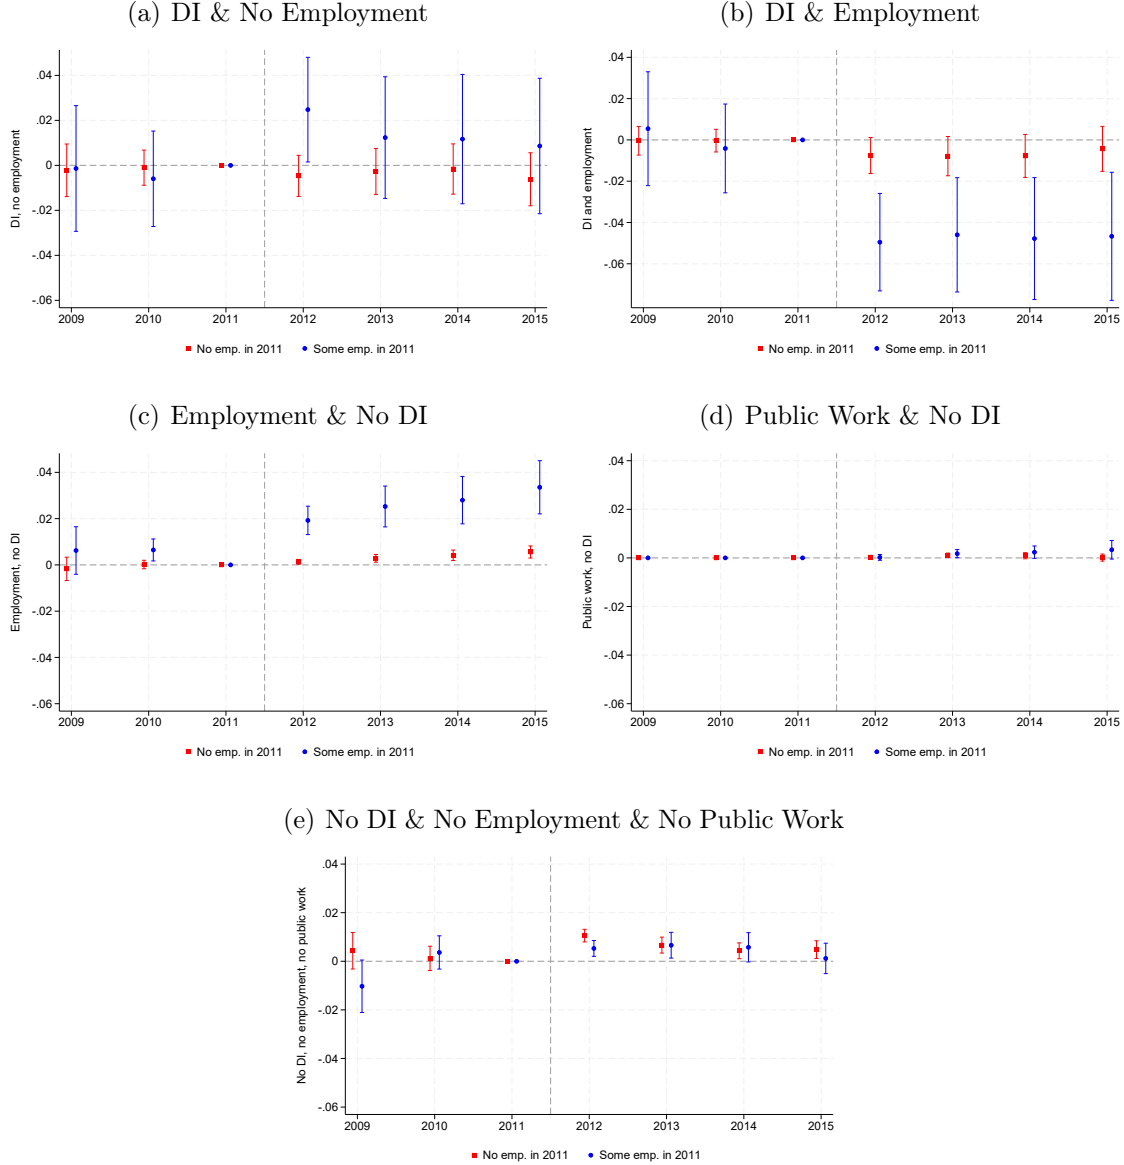 (a) DI & No Employment
DI, no employment
.04
.02
0
-.02
-.04
-.06
2009 2010 2011 2012 2013 2014 2015
No emp. in 2011 Some emp. in 2011
(b) DI & Employment
DI and employment
.04
.02
0
-.02
-.04
-.06
2009 2010 2011 2012 2013 2014 2015
No emp. in 2011 Some emp. in 2011
(c) Employment & No DI
Employment, no DI
.04
.02
0
-.02
-.04
-.06
2009 2010 2011 2012 2013 2014 2015
No emp. in 2011 Some emp. in 2011
(d) Public Work & No DI
Public work, no DI
.04
.02
0
-.02
-.04
-.06
2009 2010 2011 2012 2013 2014 2015
No emp. in 2011 Some emp. in 2011
(e) No DI & No Employment & No Public Work
No DI, no employment, no public work
.04
.02
0
-.02
-.04
-.06
2009 2010 2011 2012 2013 2014 2015
No emp. in 2011 Some emp. in 2011